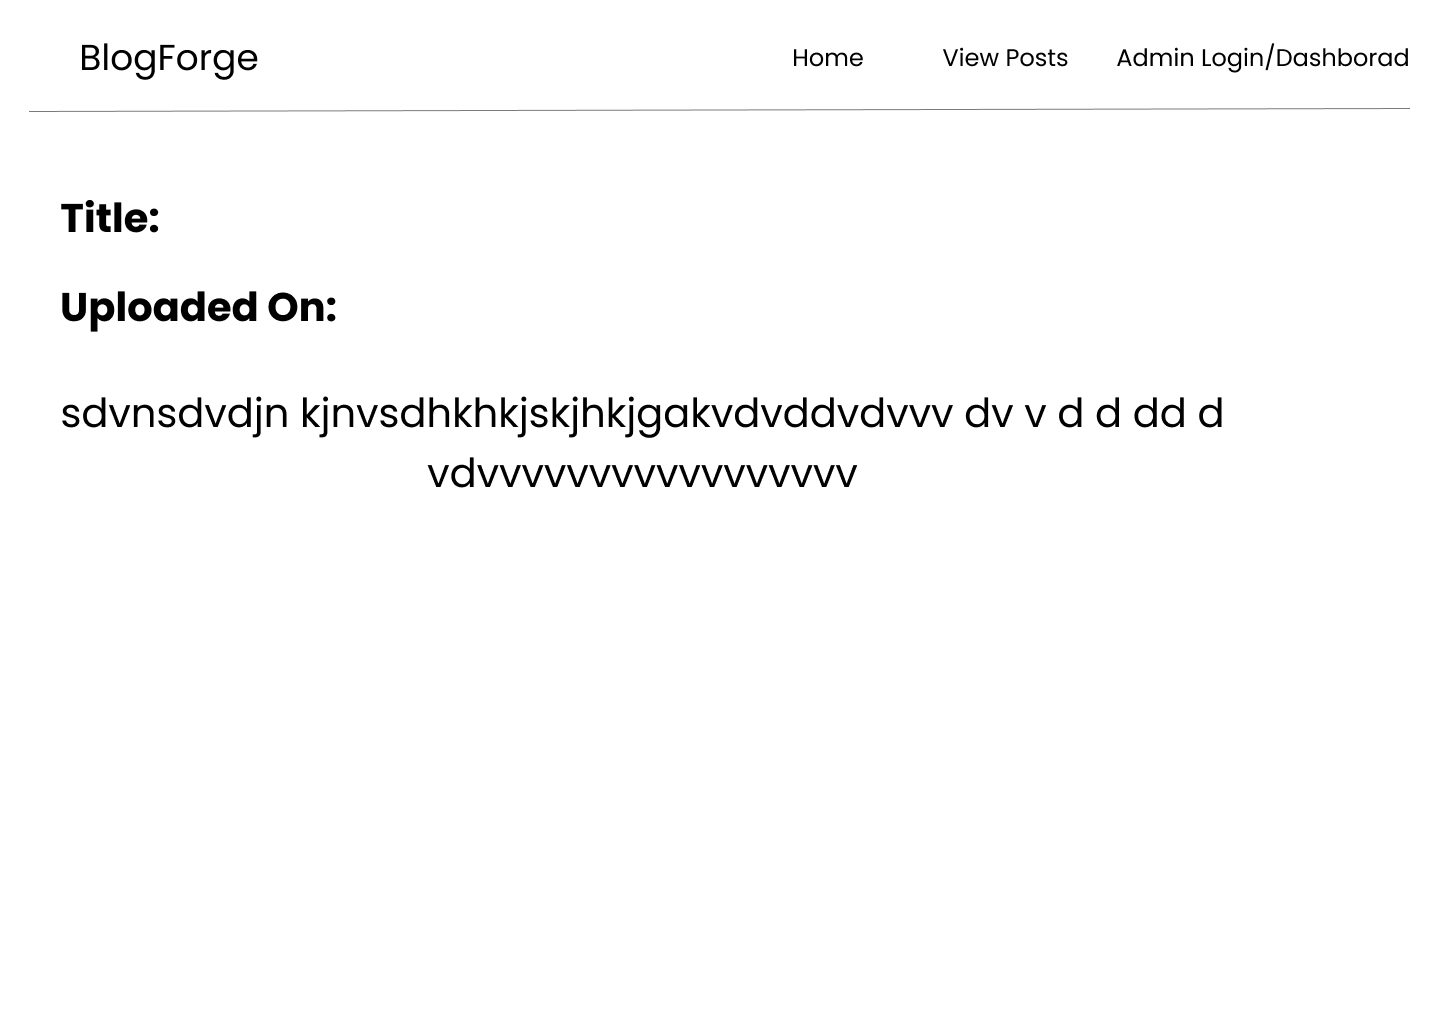 BlogForge
Home View Posts Admin Login/Dashborad
Title:
Uploaded On:
sdvnsdvdjn kjnvsdhkhkjskjhkjgakvdvddvdvvv dv v d d dd d
vdvvvvvvvvvvvvvvvvv